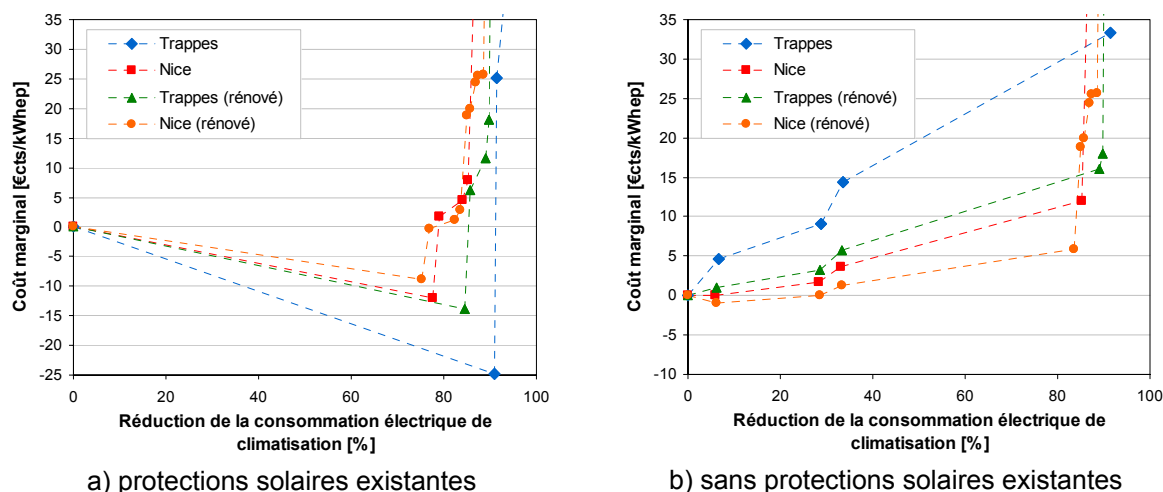 35
30
25
20
15
10
5
0
-5
-10
-15
-20
-25
Coût marginal [€cts/kWhep]
Trappes
Nice
Trappes (rénové)
Nice (rénové)
0 20 40 60 80 100
Réduction de la consommation électrique de
climatisation [%]
a) protections solaires existantes
35
30
25
20
15
10
5
0
-5
-10
Coût marginal [€cts/kWhep]
Trappes
Nice
Trappes (rénové)
Nice (rénové)
0 20 40 60 80 100
Réduction de la consommation électrique de
climatisation [%]
b) sans protections solaires existantes